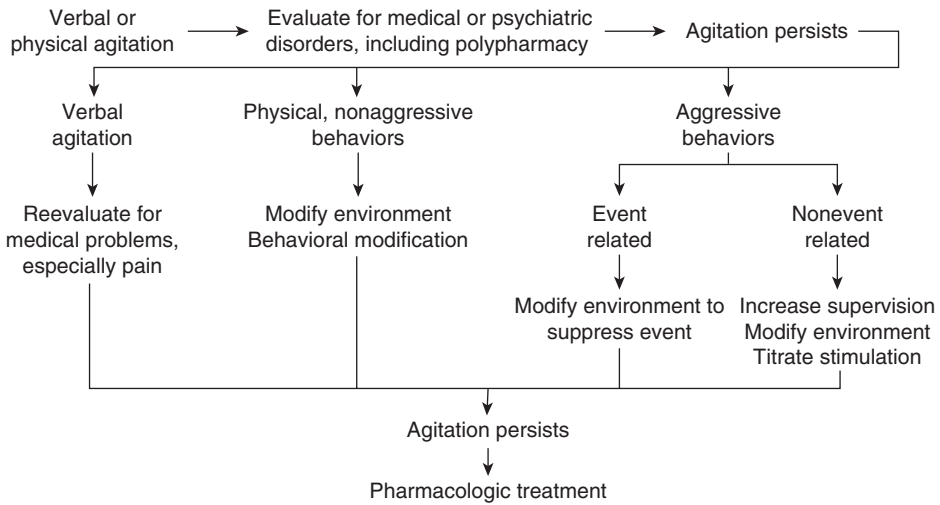 Verbal or
physical agitation
Evaluate for medical or psychiatric
disorders, including polypharmacy
Agitation persists
Verbal
agitation
Physical, nonaggressive
behaviors
Aggressive
behaviors
Reevaluate for
medical problems,
especially pain
Modify environment
Behavioral modification
Event
related
Nonevent
related
Modify environment to
suppress event
Increase supervision
Modify environment
Titrate stimulation
Agitation persists
Pharmacologic treatment